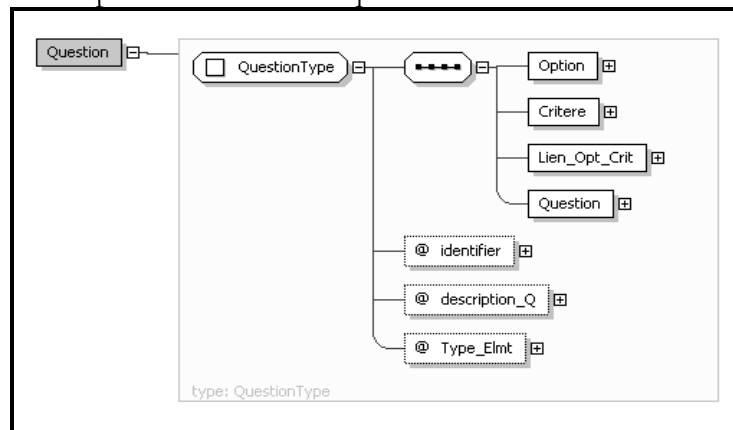 Question
QuestionType
Option
Critere
Lien_Opt_Crit
Question
@ identifier
@ description_Q
@ Type_Elmt
type: QuestionType